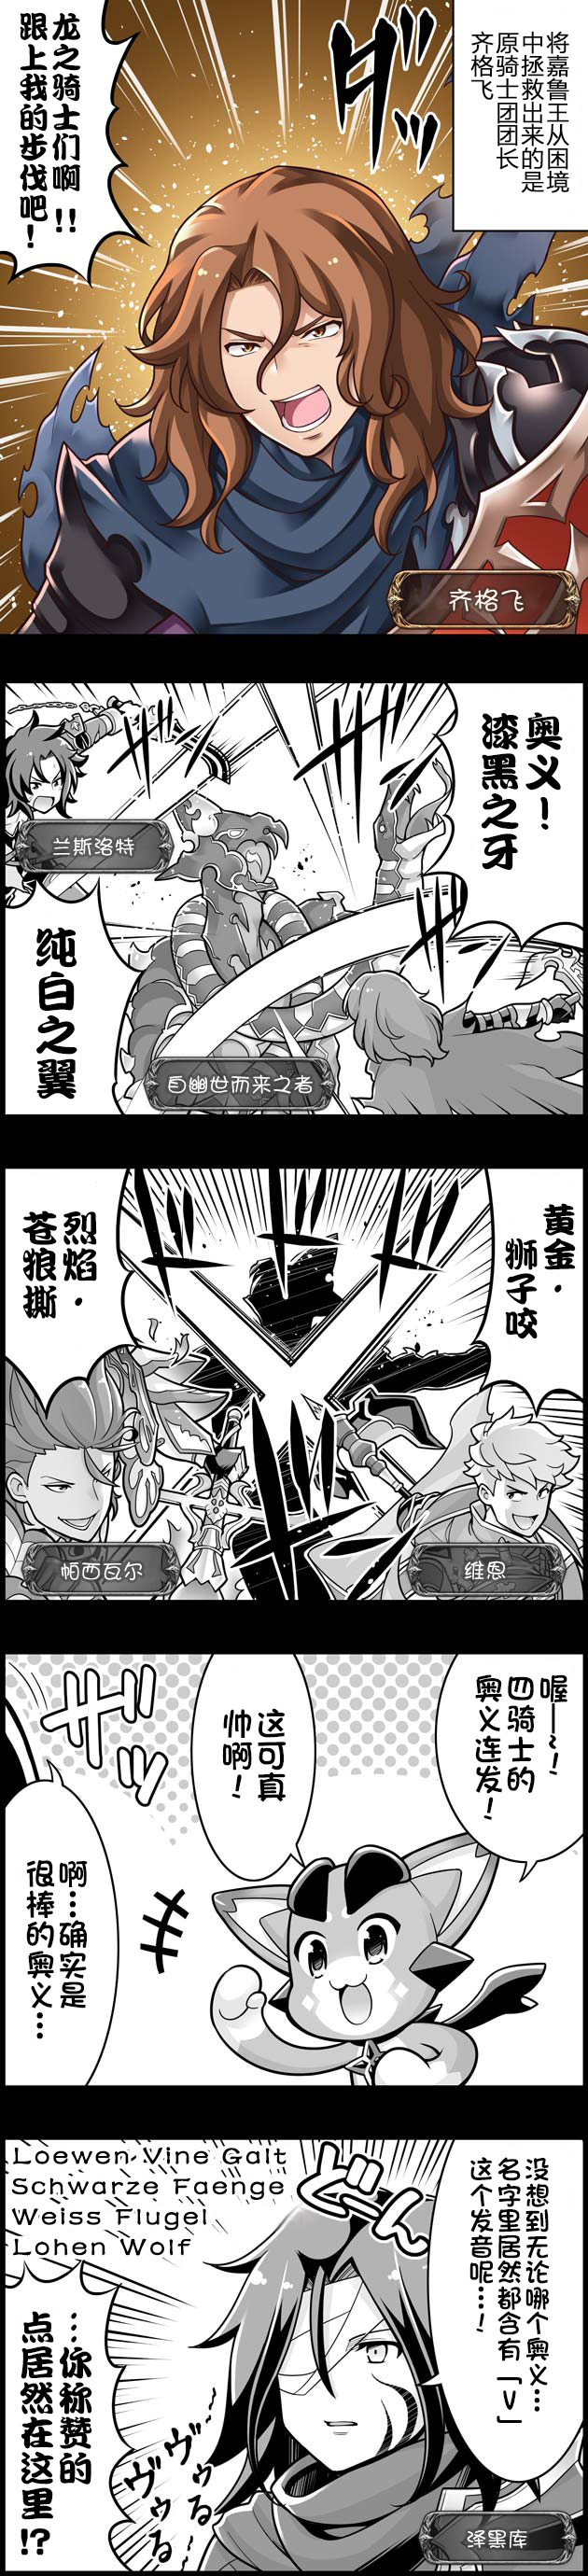 将嘉鲁王从困境
中拯救出来的是
原骑士团团长
齐格飞
龙之骑士们啊!!
跟上我的步伐吧!
齐格飞
奥义!
漆黑之牙
兰斯洛特
纯白之翼
自幽世而来之者
黄金·
狮子咬
烈焰·
苍狼撕
帕西瓦尔
维恩
喔——~!
四骑士的
奥义连发!
这可真
帅啊!
ザッザッ
啊…确实是
很棒的奥义…
没想到无论哪个奥义…
名字里居然都含有「V」
这个发音呢…!
Loewen Vine Galt
Schwarze Faenge
Weiss Flugel
Lohen Wolf
どーん
…你称赞的
点居然在这里
!?
ヴゥる
ヴゥる
泽黑库